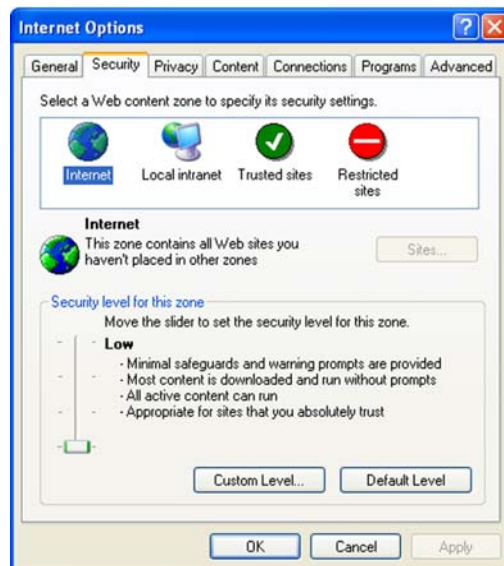 Internet Options
General Security Privacy Content Connections Programs Advanced
Select a Web content zone to specify its security settings.
Internet Local intranet Trusted sites Restricted
sites
Internet
This zone contains all Web sites you
haven't placed in other zones
Sites...
Security level for this zone
Move the slider to set the security level for this zone.
Low
- Minimal safeguards and warning prompts are provided
- Most content is downloaded and run without prompts
- All active content can run
- Appropriate for sites that you absolutely trust
Custom Level... Default Level
OK Cancel Apply